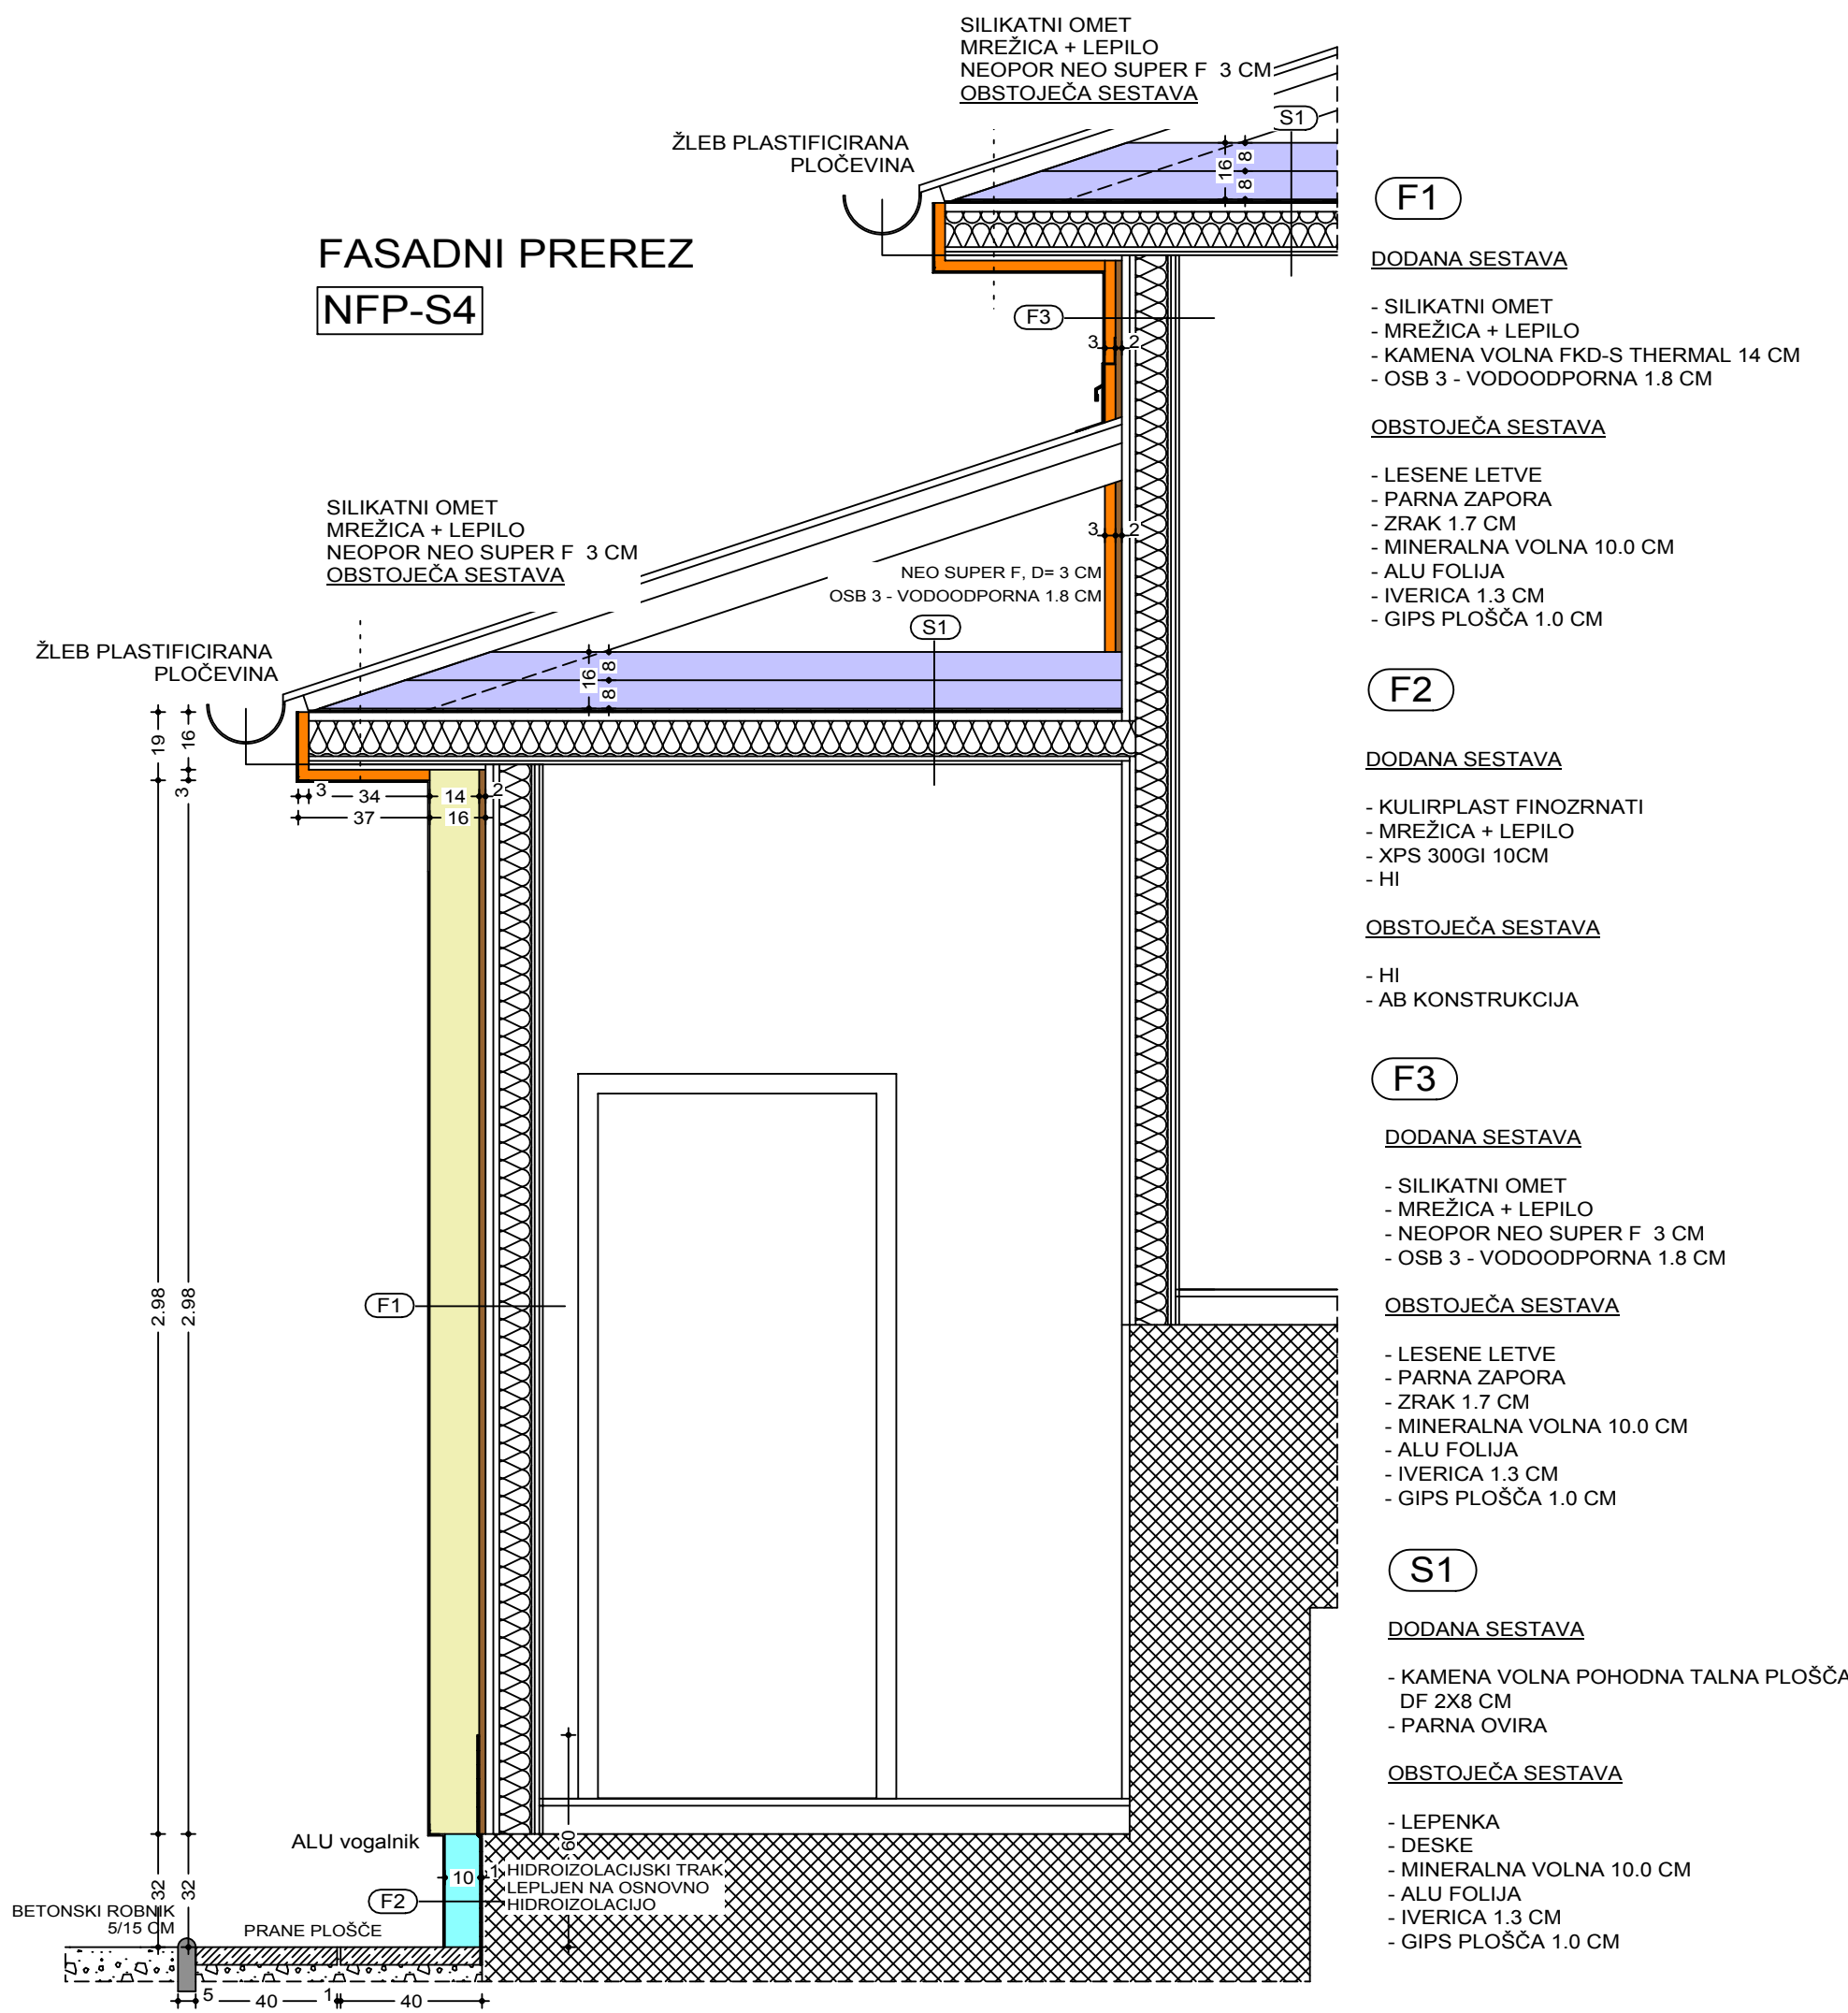 SILIKATNI OMET
MREŽICA + LEPILO
NEOPOR NEO SUPER F  3 CM
OBSTOJEČA SESTAVA
S1
ŽLEB PLASTIFICIRANA
PLOČEVINA
16
8
8
FASADNI PREREZ
NFP-S4
F3
3
2
SILIKATNI OMET
MREŽICA + LEPILO
NEOPOR NEO SUPER F  3 CM
OBSTOJEČA SESTAVA
3
2
NEO SUPER F, D= 3 CM
OSB 3 - VODOODPORNA 1.8 CM
S1
ŽLEB PLASTIFICIRANA
PLOČEVINA
16
8
8
19
16
3
3
34
14
2
37
16
2.98
2.98
F1
60
ALU vogalnik
10
1
HIDROIZOLACIJSKI TRAK
LEPLJEN NA OSNOVNO
HIDROIZOLACIJO
F2
32
32
BETONSKI ROBNIK
5/15 CM
PRANE PLOŠČE
5
40
1
40
F1
DODANA SESTAVA
- SILIKATNI OMET
- MREŽICA + LEPILO
- KAMENA VOLNA FKD-S THERMAL 14 CM
- OSB 3 - VODOODPORNA 1.8 CM
OBSTOJEČA SESTAVA
- LESENE LETVE
- PARNA ZAPORA
- ZRAK 1.7 CM
- MINERALNA VOLNA 10.0 CM
- ALU FOLIJA
- IVERICA 1.3 CM
- GIPS PLOŠČA 1.0 CM
F2
DODANA SESTAVA
- KULIRPLAST FINOZRNATI
- MREŽICA + LEPILO
- XPS 300GI 10CM
- HI
OBSTOJEČA SESTAVA
- HI
- AB KONSTRUKCIJA
F3
DODANA SESTAVA
- SILIKATNI OMET
- MREŽICA + LEPILO
- NEOPOR NEO SUPER F  3 CM
- OSB 3 - VODOODPORNA 1.8 CM
OBSTOJEČA SESTAVA
- LESENE LETVE
- PARNA ZAPORA
- ZRAK 1.7 CM
- MINERALNA VOLNA 10.0 CM
- ALU FOLIJA
- IVERICA 1.3 CM
- GIPS PLOŠČA 1.0 CM
S1
DODANA SESTAVA
- KAMENA VOLNA POHODNA TALNA PLOŠČA
DF 2X8 CM
- PARNA OVIRA
OBSTOJEČA SESTAVA
- LEPENKA
- DESKE
- MINERALNA VOLNA 10.0 CM
- ALU FOLIJA
- IVERICA 1.3 CM
- GIPS PLOŠČA 1.0 CM